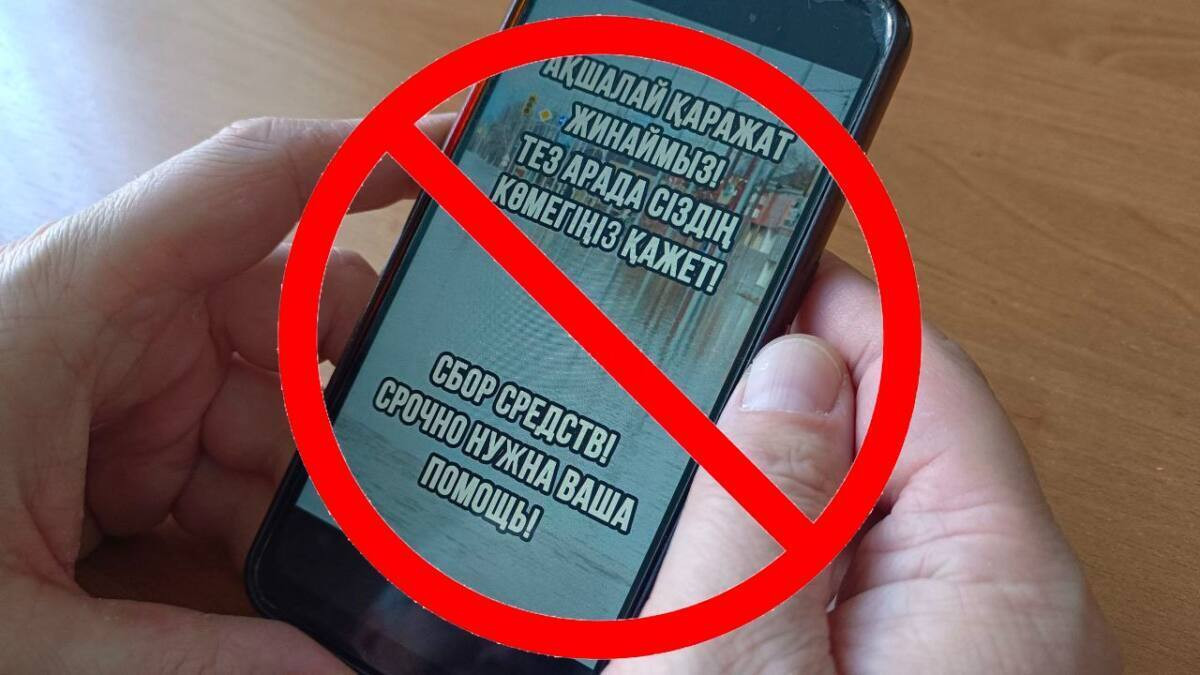 АҚШАЛАЙ ҚАРАЖАТ
ЖИНАЙМЫЗ!
ТЕЗ АРАДА СІЗДІҢ
КӨМЕГІҢІЗ ҚАЖЕТ!
СБОР СРЕДСТВ!
СРОЧНО НУЖНА ВАША
ПОМОЩЬ!